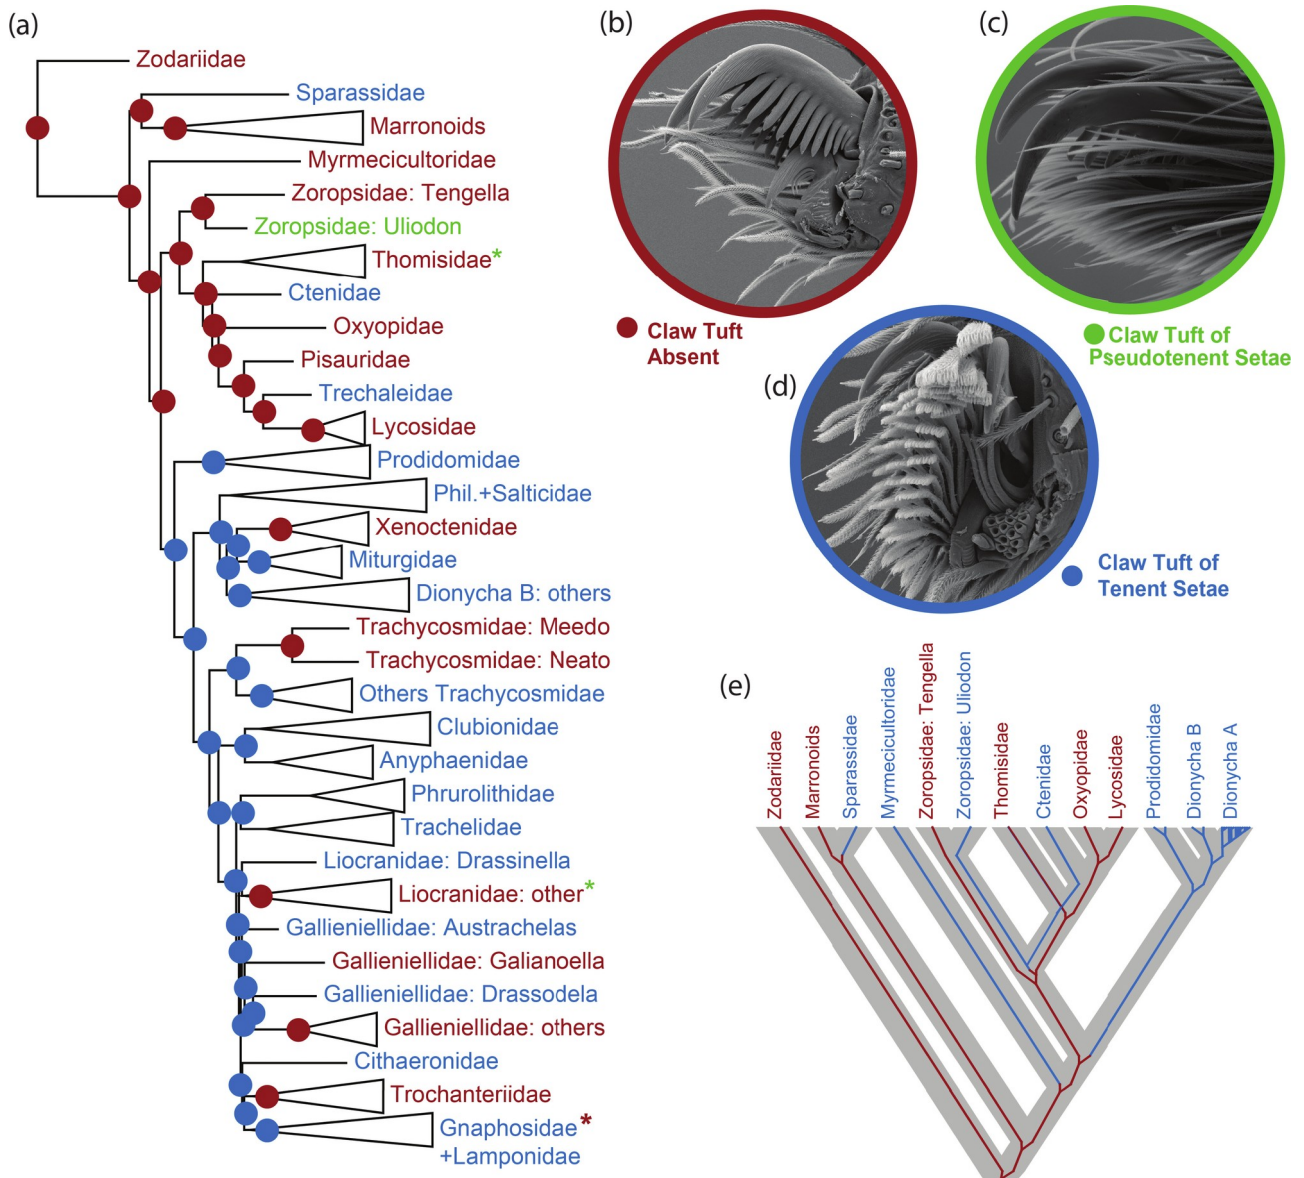 (a)
Zodariidae
Sparassidae
Marronoids
Myrmecicultoridae
Zoropsidae: Tengella
Zoropsidae: Uliodon
Thomisidae*
Ctenidae
Oxyopidae
Pisauridae
Trechaleidae
Lycosidae
Prodidomidae
Phil.+Salticidae
Xenoctenidae
Miturgidae
Dionycha B: others
Trachycosmidae: Meedo
Trachycosmidae: Neato
Others Trachycosmidae
Clubionidae
Anyphaenidae
Phrurolithidae
Trachelidae
Liocranidae: Drassinella
Liocranidae: other*
Gallieniellidae: Austrachelas
Gallieniellidae: Galianoella
Gallieniellidae: Drassodela
Gallieniellidae: others
Cithaeronidae
Trochanteriidae
Gnaphosidae*
+Lamponidae
(b)
Claw Tuft
Absent
(c)
Claw Tuft of
Pseudotenent Setae
(d)
Claw Tuft of
Tenent Setae
(e)
Zodariidae
Marronoids
Sparassidae
Myrmecicultoridae
Zoropsidae: Tengella
Zoropsidae: Uliodon
Thomisidae
Ctenidae
Oxyopidae
Lycosidae
Prodidomidae
Dionycha B
Dionycha A